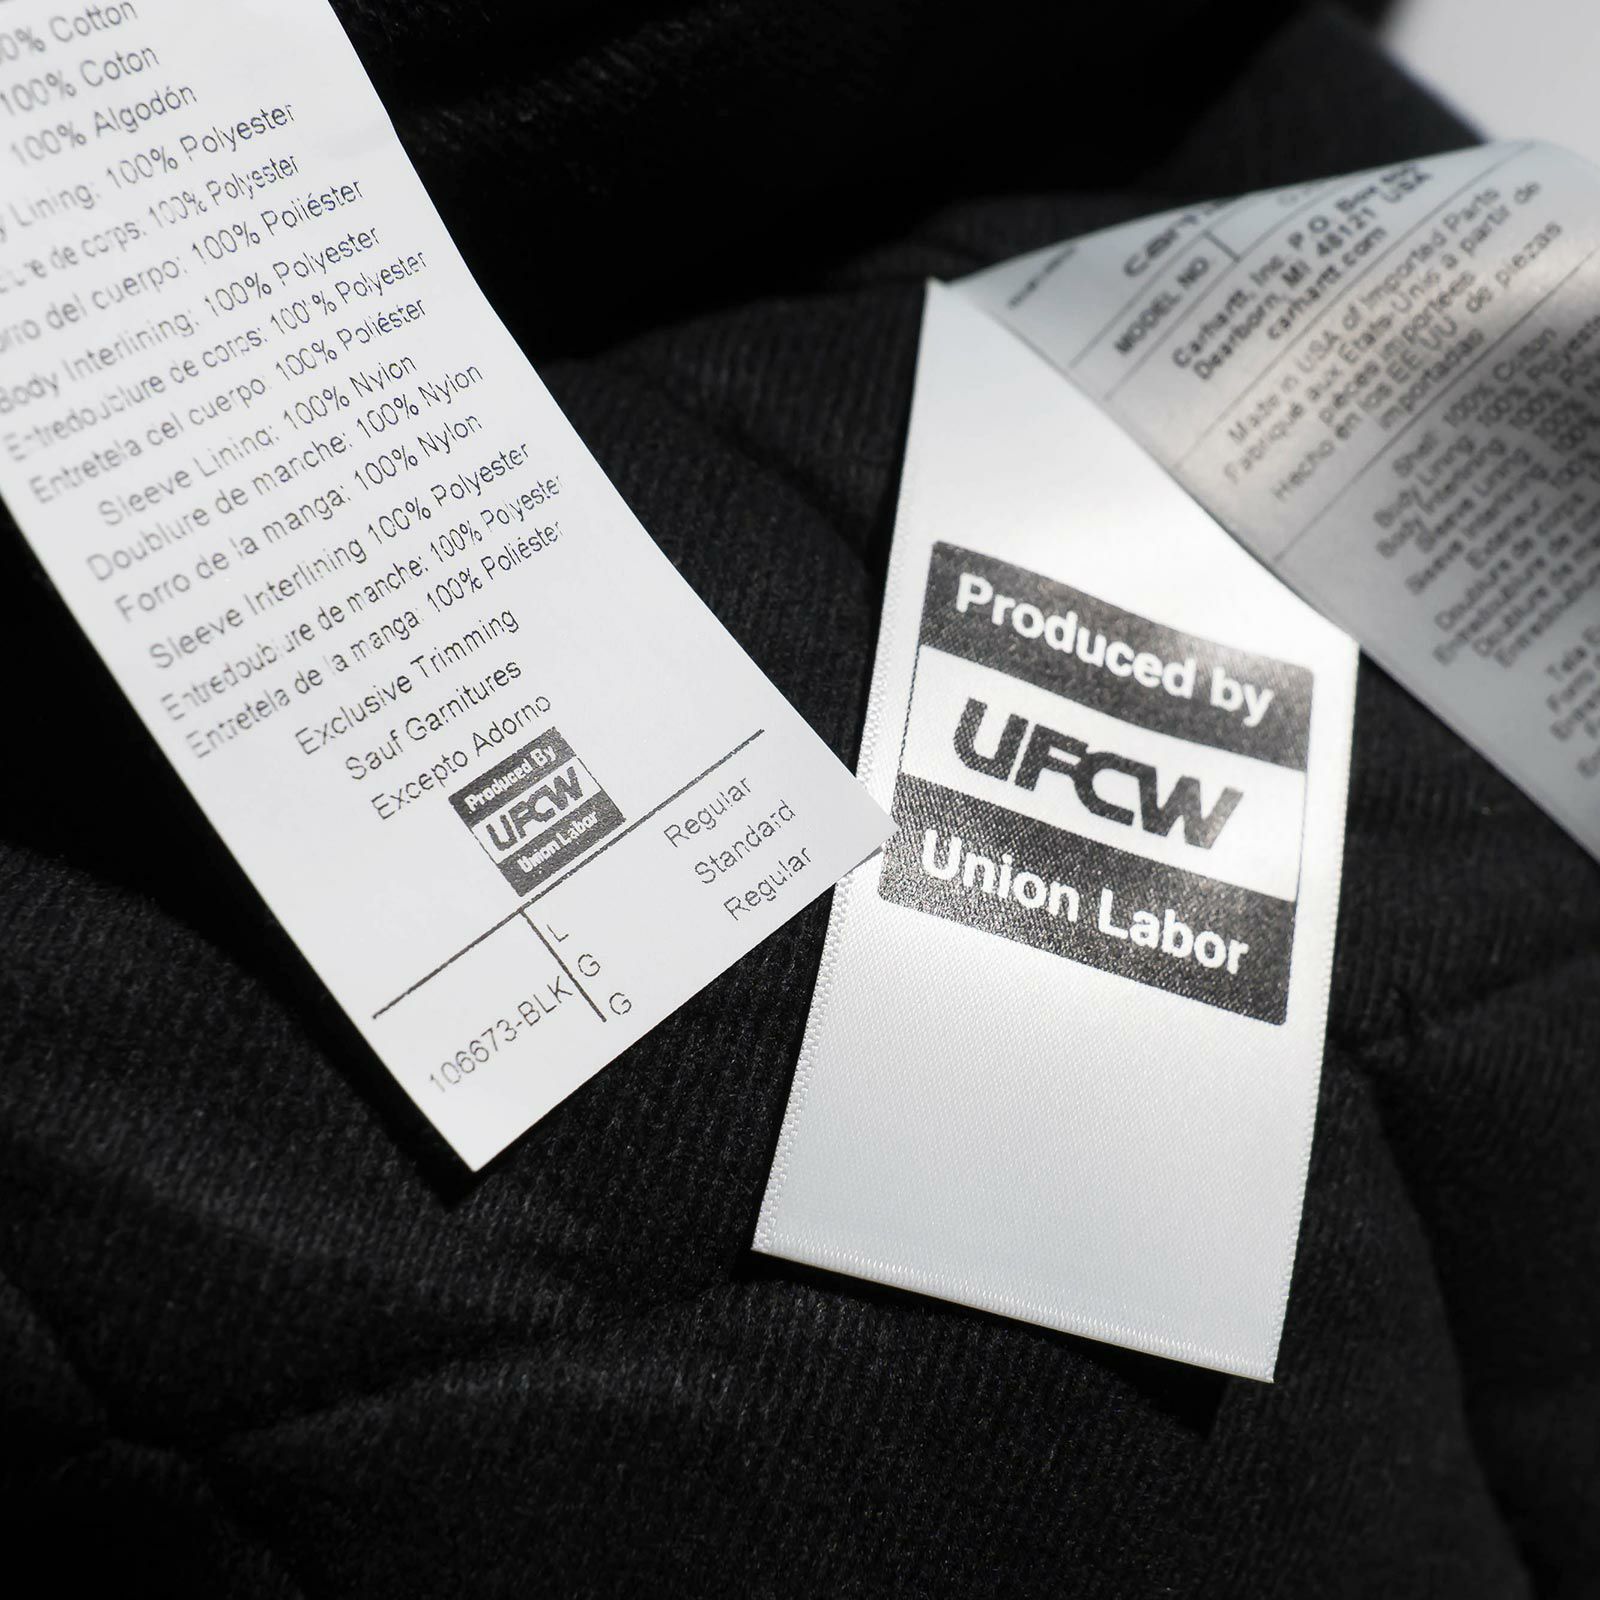 100% Coton
100% Algodón
Lining: 100% Polyester
de corps: 100% Polyester
del cuerpo: 100% Poliéster
Body Interlining: 100% Polyester
Entredoublure de corps: 100% Polyester
Entretela del cuerpo: 100% Poliéster
Sleeve Lining: 100% Nylon
Doublure de manche: 100% Nylon
Forro de la manga: 100% Nylon
Sleeve Interlining 100% Polyester
Entredoublure de manche: 100% Polyester
Entretela de la manga: 100% Poliéster
Exclusive Trimming
Sauf Garnitures
Excepto Adorno
Produced By
UFCW
Union Labor
Regular
Standard
Regular
106673-BLK
L
G
G
Produced by
UFCW
Union Labor
MODEL NO
Carhartt, Inc. P.O. Box
Dearborn, MI 48121 USA
carhartt.com
Made in USA of Imported Parts
Fabriqué aux États-Unis à partir de
pièces importées
Hecho en los EE.UU de piezas
importadas
Shell: 100% Cotton
Body Lining: 100% Polyester
Body Interlining
Sleeve Lining